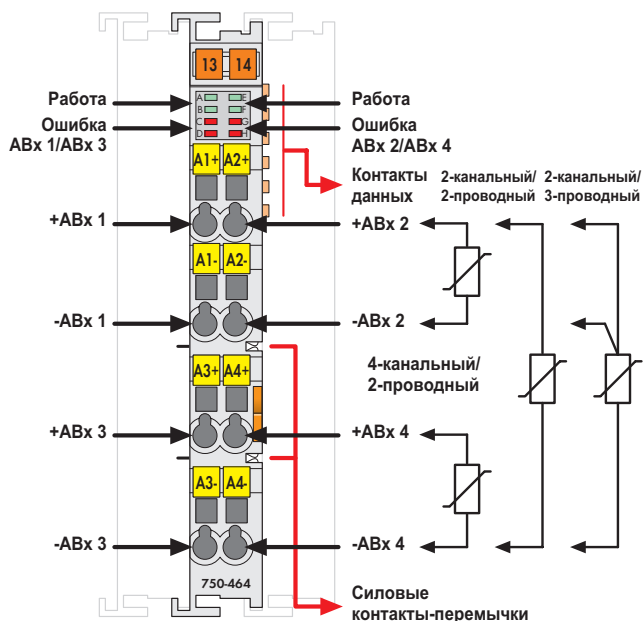 13 14
Работа
Работа
A E
B F
C G
D H
Ошибка
АВх 1/АВх 3
Ошибка
АВх 2/АВх 4
A1+ A2+
Контакты
данных
2-канальный/
2-проводный
2-канальный/
3-проводный
+АВх 1
+АВх 2
A1- A2-
-АВх 1
-АВх 2
A3+ A4+
4-канальный/
2-проводный
+АВх 3
+АВх 4
A3- A4-
-АВх 3
-АВх 4
750-464
Силовые
контакты-перемычки